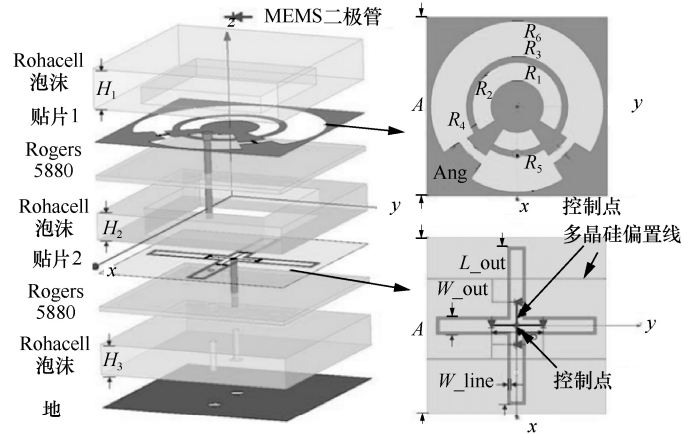 z
MEMS二极管
Rohacell
泡沫
H1
贴片1
Rogers
5880
Rohacell
泡沫
H2
y
x
贴片2
Rogers
5880
Rohacell
泡沫
H3
地
R6
R3
R1
R2
R4
R5
A
y
Ang
x
控制点
多晶硅偏置线
L_out
W_out
A
y
W_line
控制点
x